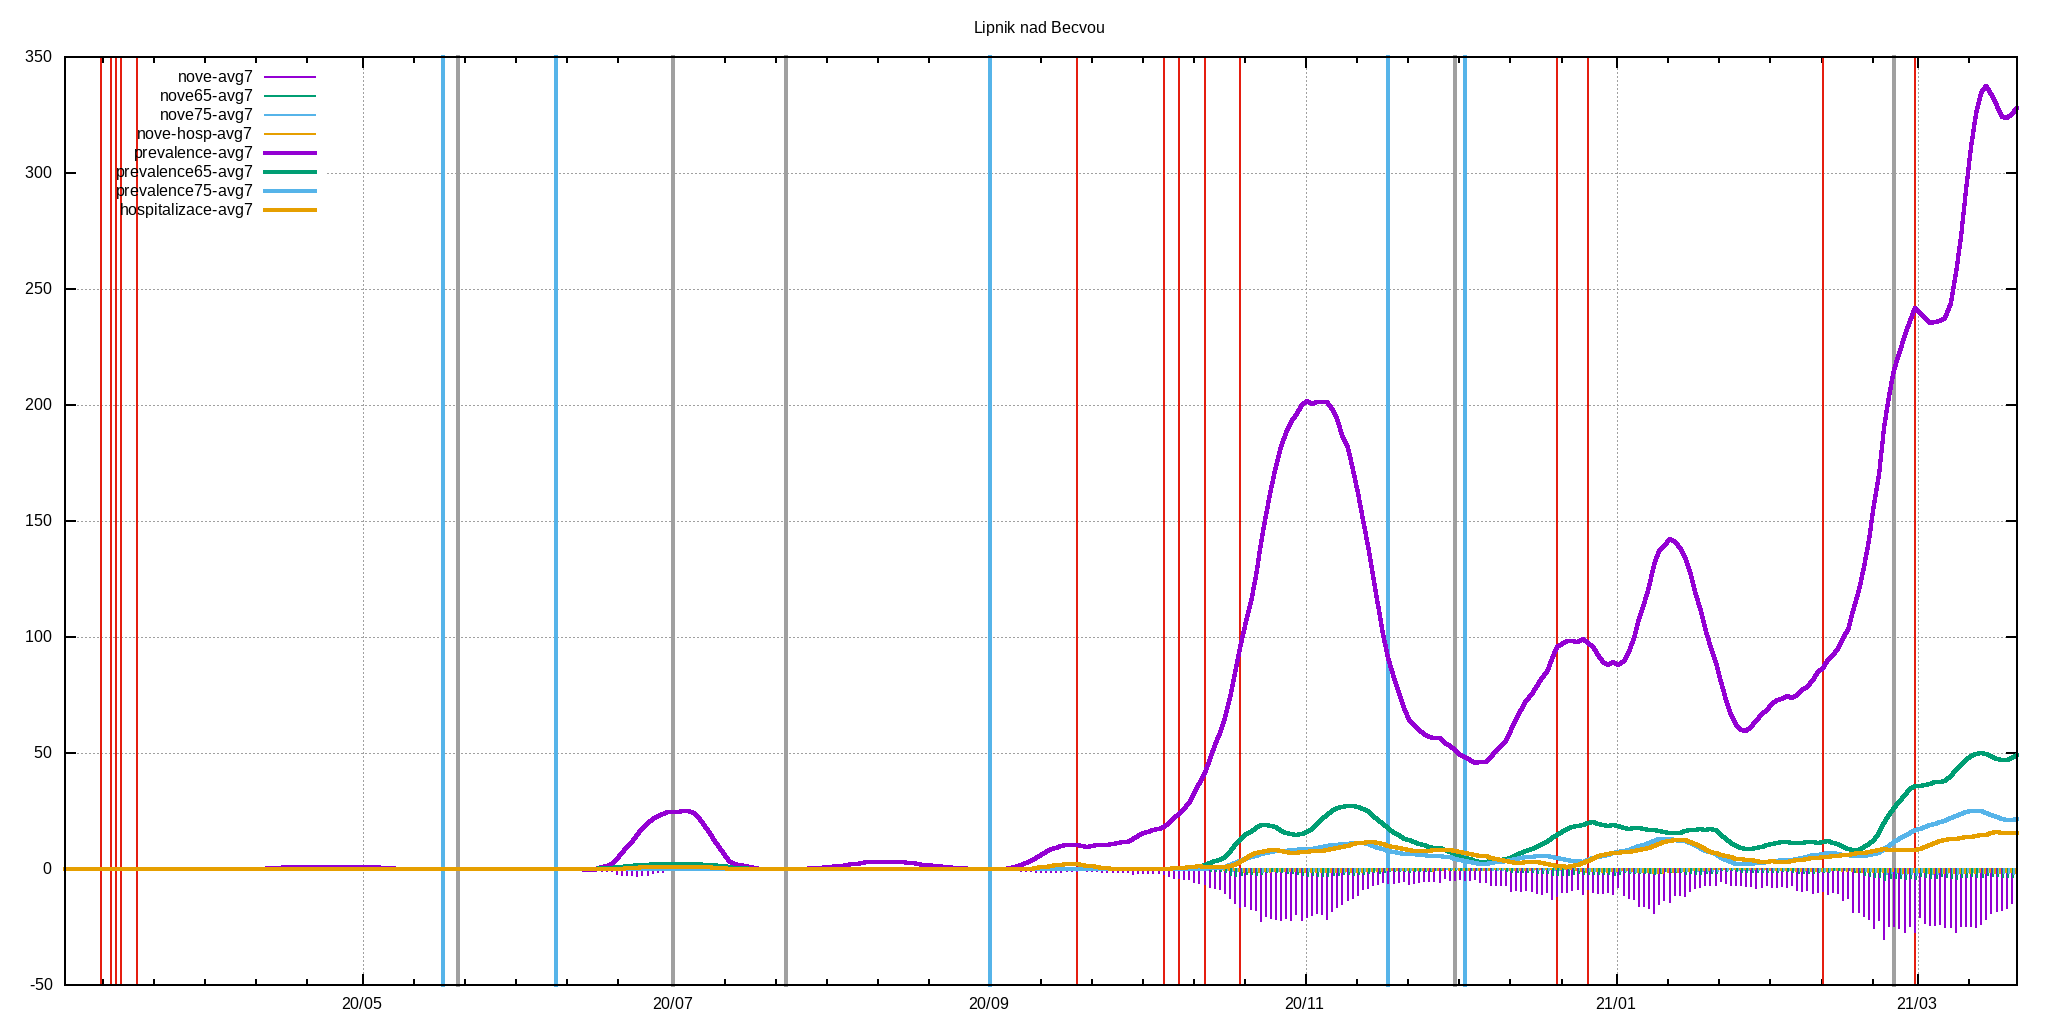 Lipnik nad Becvou
350
300
250
200
150
100
50
0
-50
nove-avg7
nove65-avg7
nove75-avg7
nove-hosp-avg7
prevalence-avg7
prevalence65-avg7
prevalence75-avg7
hospitalizace-avg7
20/05
20/07
20/09
20/11
21/01
21/03